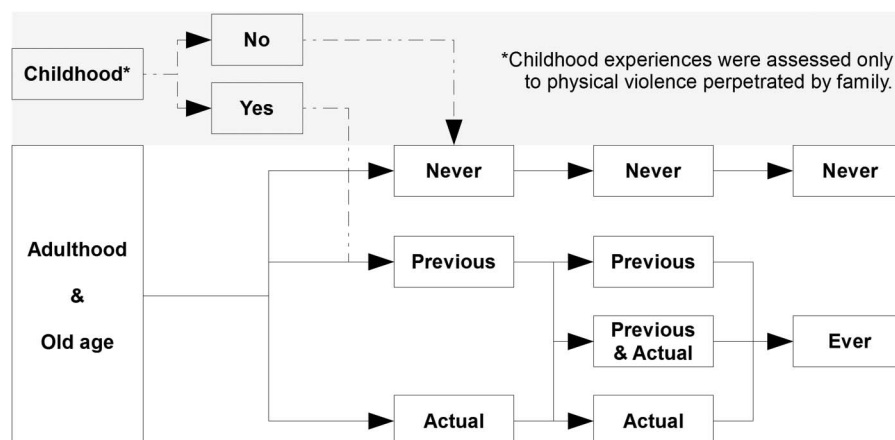 No
*Childhood experiences were assessed only
to physical violence perpetrated by family.
Childhood*
Yes
Never
Never
Never
Adulthood
&
Old age
Previous
Previous
Previous
& Actual
Ever
Actual
Actual